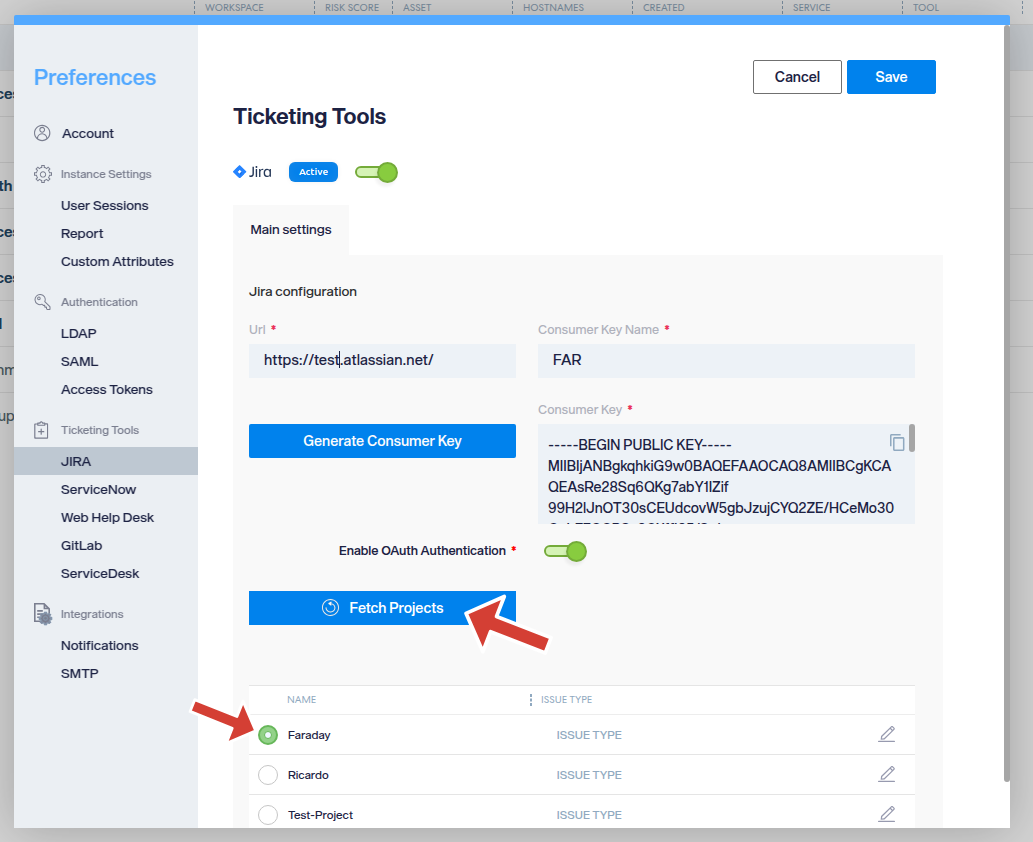 WORKSPACE RISK SCORE ASSET HOSTNAMES CREATED SERVICE TOOL
Preferences
Account
Instance Settings
User Sessions
Report
Custom Attributes
Authentication
LDAP
SAML
Access Tokens
Ticketing Tools
JIRA
ServiceNow
Web Help Desk
GitLab
ServiceDesk
Integrations
Notifications
SMTP
Cancel Save
Ticketing Tools
Jira Active
Main settings
Jira configuration
Url * Consumer Key Name *
https://test.atlassian.net/ FAR
Consumer Key *
Generate Consumer Key
-----BEGIN PUBLIC KEY-----
MIIBIjANBgkqhkiG9w0BAQEFAAOCAQ8AMIIBCgKCA
QEAsRe28Sq6QKg7abY1lZif
99H2lJnOT30sCEUdcovW5gbJzujCYQ2ZE/HCeMo30
Enable OAuth Authentication *
Fetch Projects
NAME ISSUE TYPE
Faraday ISSUE TYPE
Ricardo ISSUE TYPE
Test-Project ISSUE TYPE